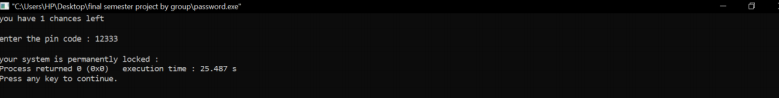 "C:\Users\HP\Desktop\final semester project by group\password.exe"
you have 1 chances left
enter the pin code : 12333
your system is permanently locked :
Process returned 0 (0x0)   execution time : 25.487 s
Press any key to continue.